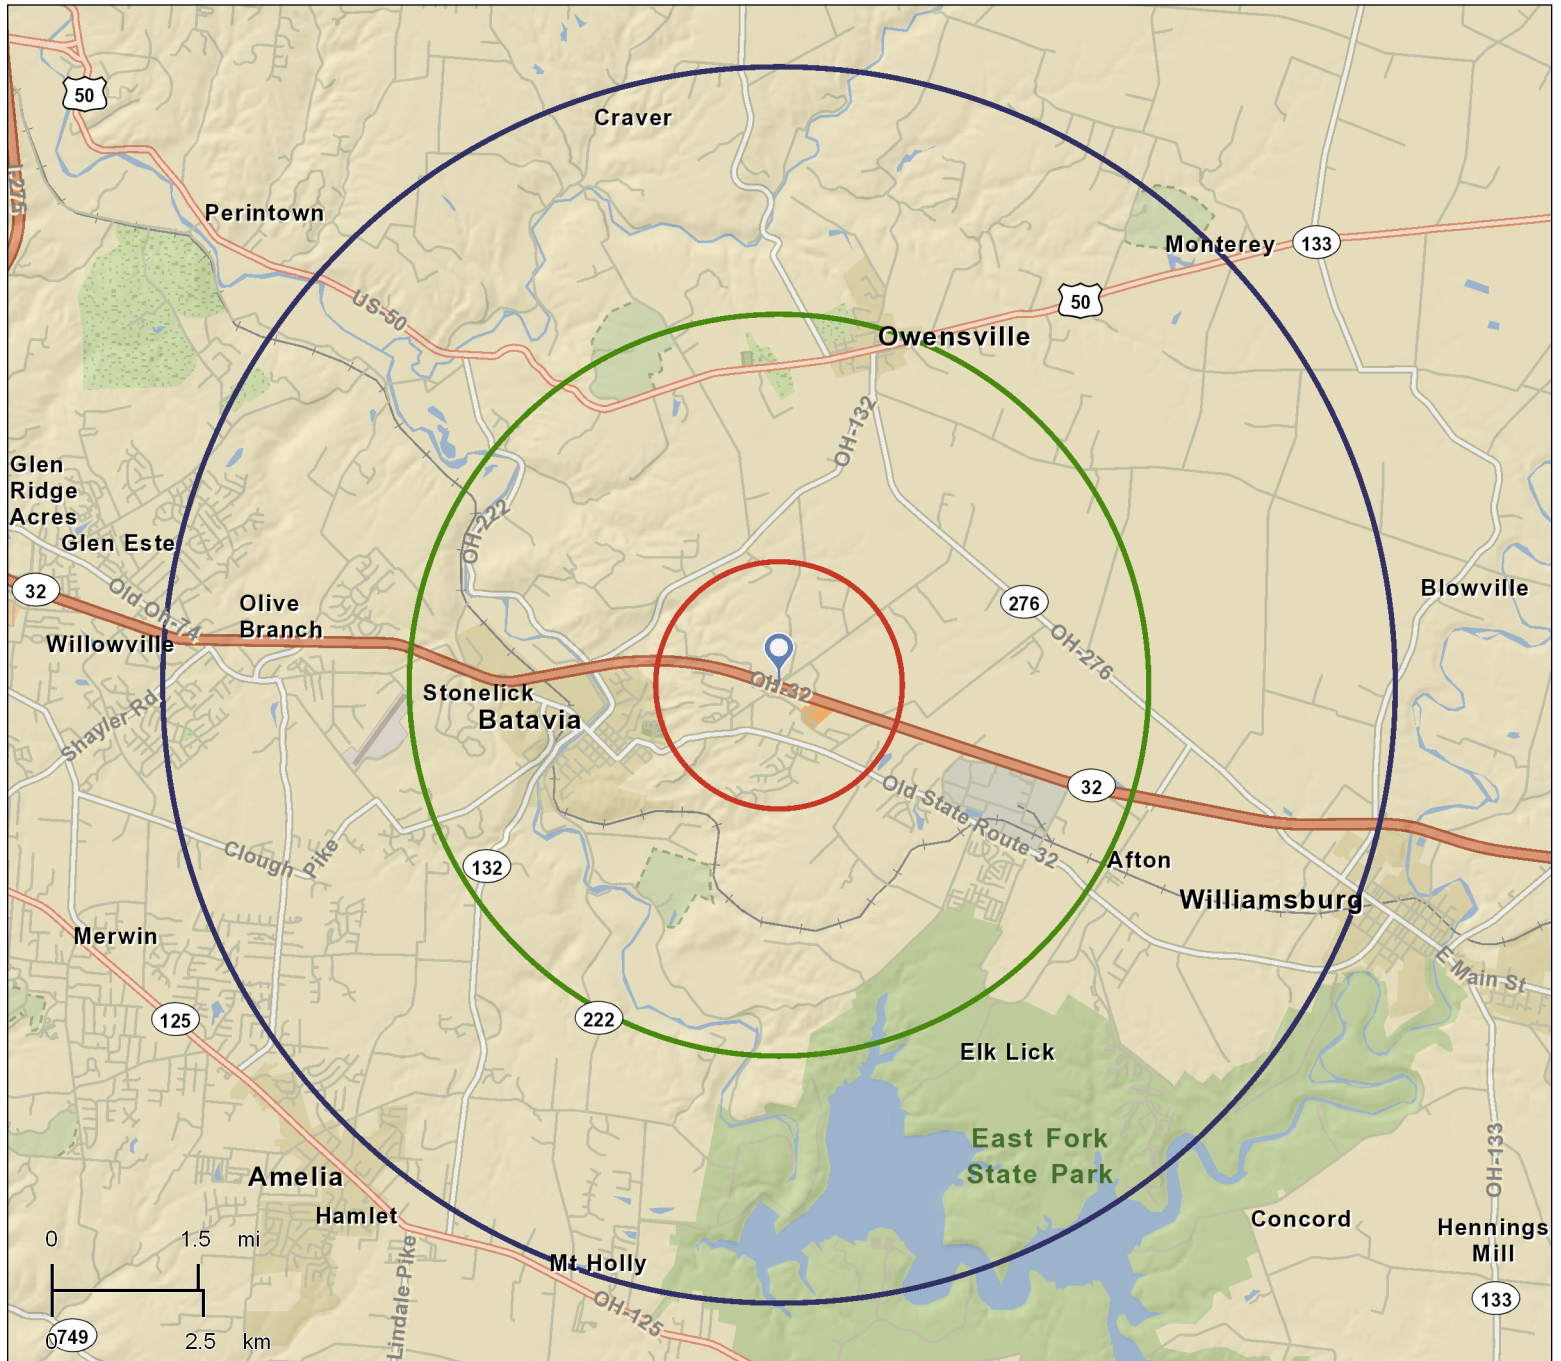 50
Craver
I-275
Perintown
Monterey
133
US-50
50
Owensville
OH-132
Glen
Ridge
Acres
Glen Este
OH-222
32
Old OH-74
Olive
Branch
Willowville
276
OH-276
Blowville
OH-32
Stonelick
Batavia
Shayler Rd
32
Old State Route 32
Clough Pike
132
Afton
Williamsburg
Merwin
E Main St
125
222
Elk Lick
East Fork
State Park
OH-133
Amelia
Hamlet
Concord
Hennings
Mill
0 1.5 mi
Mt Holly
Lindale Pike
OH-125
133
0 2.5 km
749